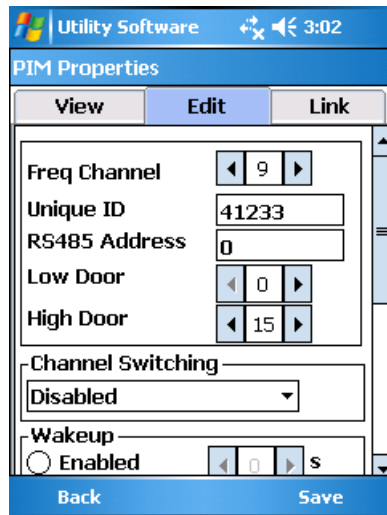 Utility Software 3:02
PIM Properties
View Edit Link
Freq Channel 9
Unique ID 41233
RS485 Address 0
Low Door 0
High Door 15
Channel Switching
Disabled
Wakeup
Enabled 0 s
Back Save